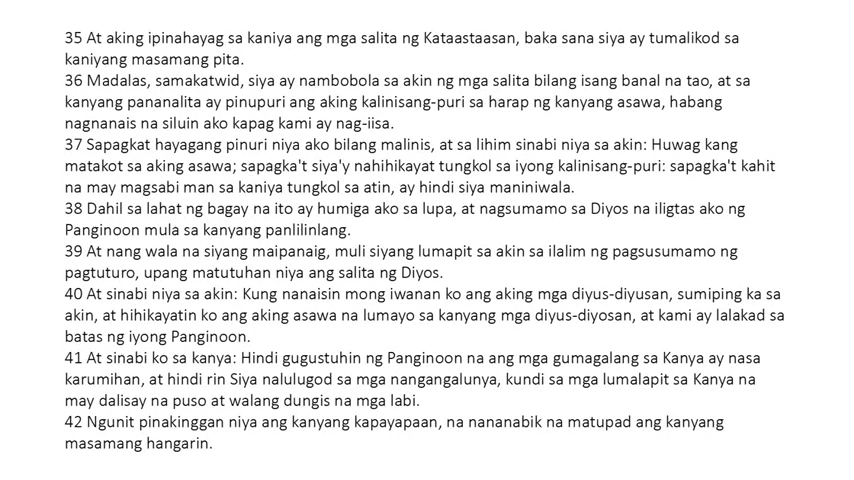 35 At aking ipinahayag sa kaniya ang mga salita ng Kataastaasan, baka sana siya ay tumalikod sa
kaniyang masamang pita.
36 Madalas, samakatwid, siya ay nambobola sa akin ng mga salita bilang isang banal na tao, at sa
kanyang pananalita ay pinupuri ang aking kalinisang-puri sa harap ng kanyang asawa, habang
nagnanais na siluin ako kapag kami ay nag-iisa.
37 Sapagkat hayagang pinuri niya ako bilang malinis, at sa lihim sinabi niya sa akin: Huwag kang
matakot sa aking asawa; sapagka't siya'y nahihikayat tungkol sa iyong kalinisang-puri: sapagka't kahit
na may magsabi man sa kaniya tungkol sa atin, ay hindi siya maniniwala.
38 Dahil sa lahat ng bagay na ito ay humiga ako sa lupa, at nagsumamo sa Diyos na iligtas ako ng
Panginoon mula sa kanyang panlilinlang.
39 At nang wala na siyang maipanaig, muli siyang lumapit sa akin sa ilalim ng pagsusumamo ng
pagtuturo, upang matutuhan niya ang salita ng Diyos.
40 At sinabi niya sa akin: Kung nanaisin mong iwanan ko ang aking mga diyus-diyusan, sumiping ka sa
akin, at hihikayatin ko ang aking asawa na lumayo sa kanyang mga diyus-diyosan, at kami ay lalakad sa
batas ng iyong Panginoon.
41 At sinabi ko sa kanya: Hindi gugustuhin ng Panginoon na ang mga gumagalang sa Kanya ay nasa
karumihan, at hindi rin Siya nalulugod sa mga nangangalunya, kundi sa mga lumalapit sa Kanya na
may dalisay na puso at walang dungis na mga labi.
42 Ngunit pinakinggan niya ang kanyang kapayapaan, na nananabik na matupad ang kanyang
masamang hangarin.